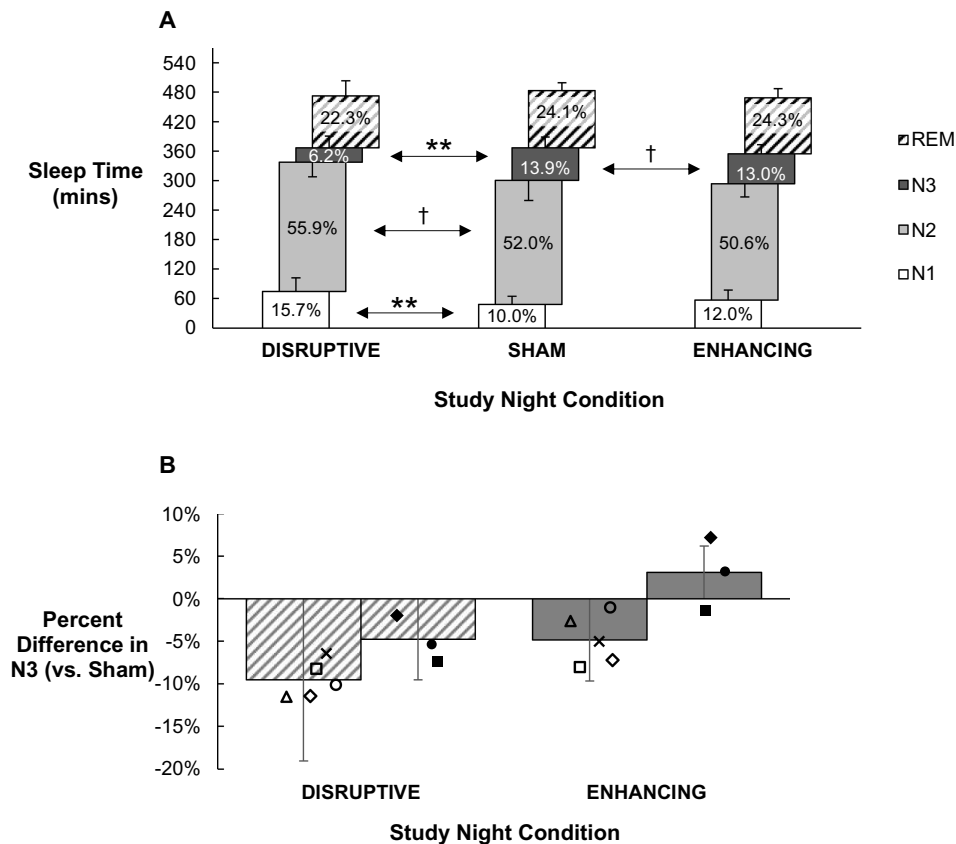 A
540
480
420
360
300
240
180
120
60
0
Sleep Time
(mins)
22.3%
6.2%
55.9%
15.7%
**
†
**
24.1%
13.9%
52.0%
10.0%
†
24.3%
13.0%
50.6%
12.0%
REM
N3
N2
N1
DISRUPTIVE SHAM ENHANCING
Study Night Condition
B
10%
5%
0%
-5%
-10%
-15%
-20%
Percent
Difference in
N3 (vs. Sham)
DISRUPTIVE ENHANCING
Study Night Condition